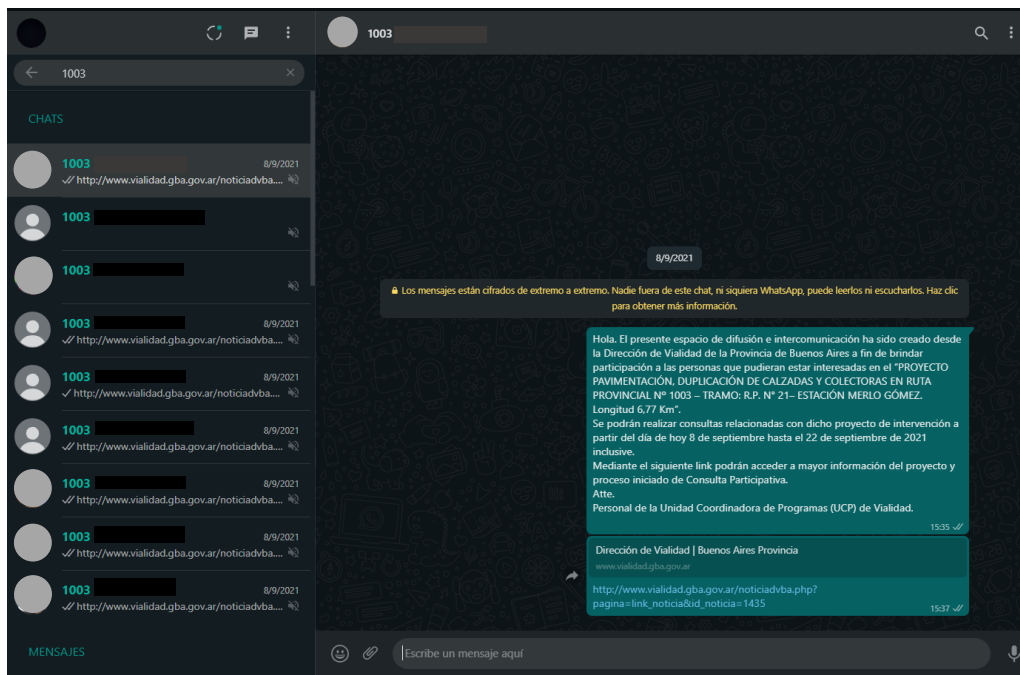 1003
CHATS
1003
8/9/2021
http://www.vialidad.gba.gov.ar/noticiadvba....
1003
1003
1003
8/9/2021
http://www.vialidad.gba.gov.ar/noticiadvba....
1003
8/9/2021
http://www.vialidad.gba.gov.ar/noticiadvba....
1003
8/9/2021
http://www.vialidad.gba.gov.ar/noticiadvba....
1003
8/9/2021
http://www.vialidad.gba.gov.ar/noticiadvba....
1003
8/9/2021
http://www.vialidad.gba.gov.ar/noticiadvba....
1003
8/9/2021
http://www.vialidad.gba.gov.ar/noticiadvba....
MENSAJES
1003
8/9/2021
Los mensajes están cifrados de extremo a extremo. Nadie fuera de este chat, ni siquiera WhatsApp, puede leerlos ni escucharlos. Haz clic
para obtener más información.
Hola. El presente espacio de difusión e intercomunicación ha sido creado desde
la Dirección de Vialidad de la Provincia de Buenos Aires a fin de brindar
participación a las personas que pudieran estar interesadas en el "PROYECTO
PAVIMENTACIÓN, DUPLICACIÓN DE CALZADAS Y COLECTORAS EN RUTA
PROVINCIAL Nº 1003 – TRAMO: R.P. N° 21– ESTACIÓN MERLO GÓMEZ.
Longitud 6,77 Km".
Se podrán realizar consultas relacionadas con dicho proyecto de intervención a
partir del día de hoy 8 de septiembre hasta el 22 de septiembre de 2021
inclusive.
Mediante el siguiente link podrán acceder a mayor información del proyecto y
proceso iniciado de Consulta Participativa.
Atte.
Personal de la Unidad Coordinadora de Programas (UCP) de Vialidad.
15:35
Dirección de Vialidad | Buenos Aires Provincia
www.vialidad.gba.gov.ar
http://www.vialidad.gba.gov.ar/noticiadvba.php?
pagina=link_noticia&id_noticia=1435
15:37
Escribe un mensaje aquí